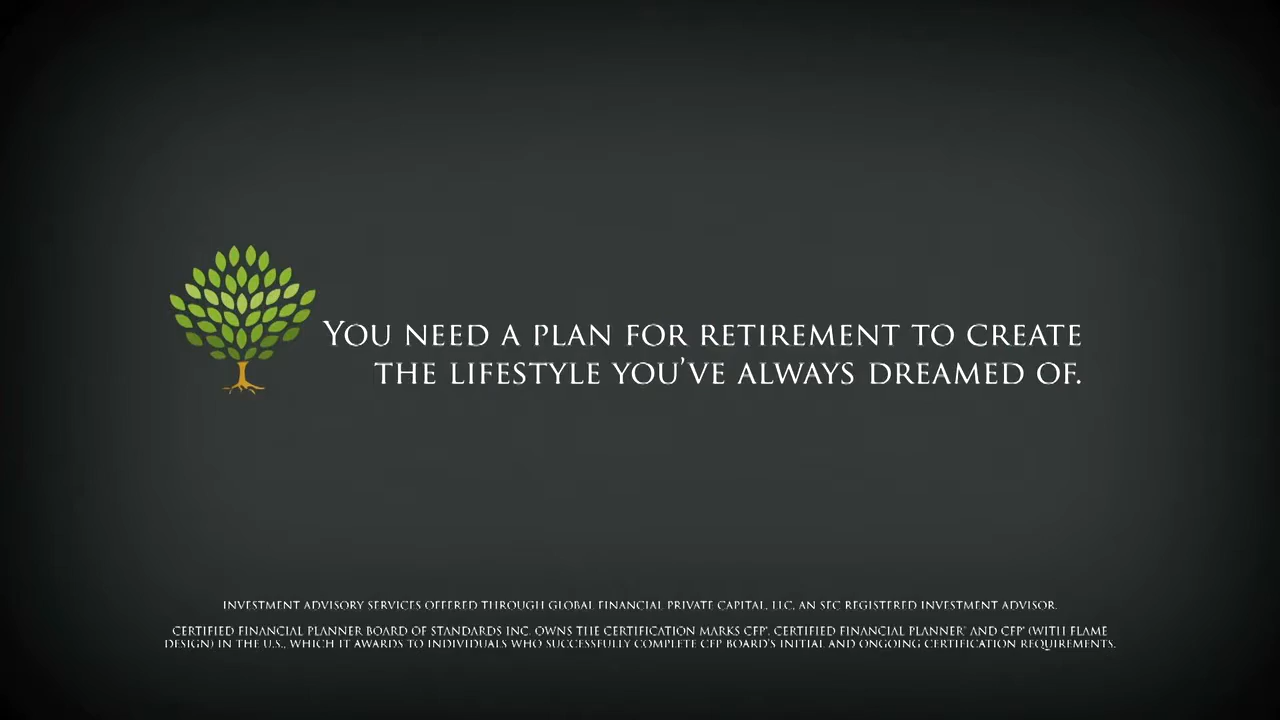 You need a plan for retirement to create
the lifestyle you've always dreamed of.
INVESTMENT ADVISORY SERVICES OFFERED THROUGH GLOBAL FINANCIAL PRIVATE CAPITAL, LLC, AN SEC REGISTERED INVESTMENT ADVISOR.
CERTIFIED FINANCIAL PLANNER BOARD OF STANDARDS INC. OWNS THE CERTIFICATION MARKS CFP®, CERTIFIED FINANCIAL PLANNER™ AND CFP® (WITH FLAME
DESIGN) IN THE U.S., WHICH IT AWARDS TO INDIVIDUALS WHO SUCCESSFULLY COMPLETE CFP BOARD'S INITIAL AND ONGOING CERTIFICATION REQUIREMENTS.